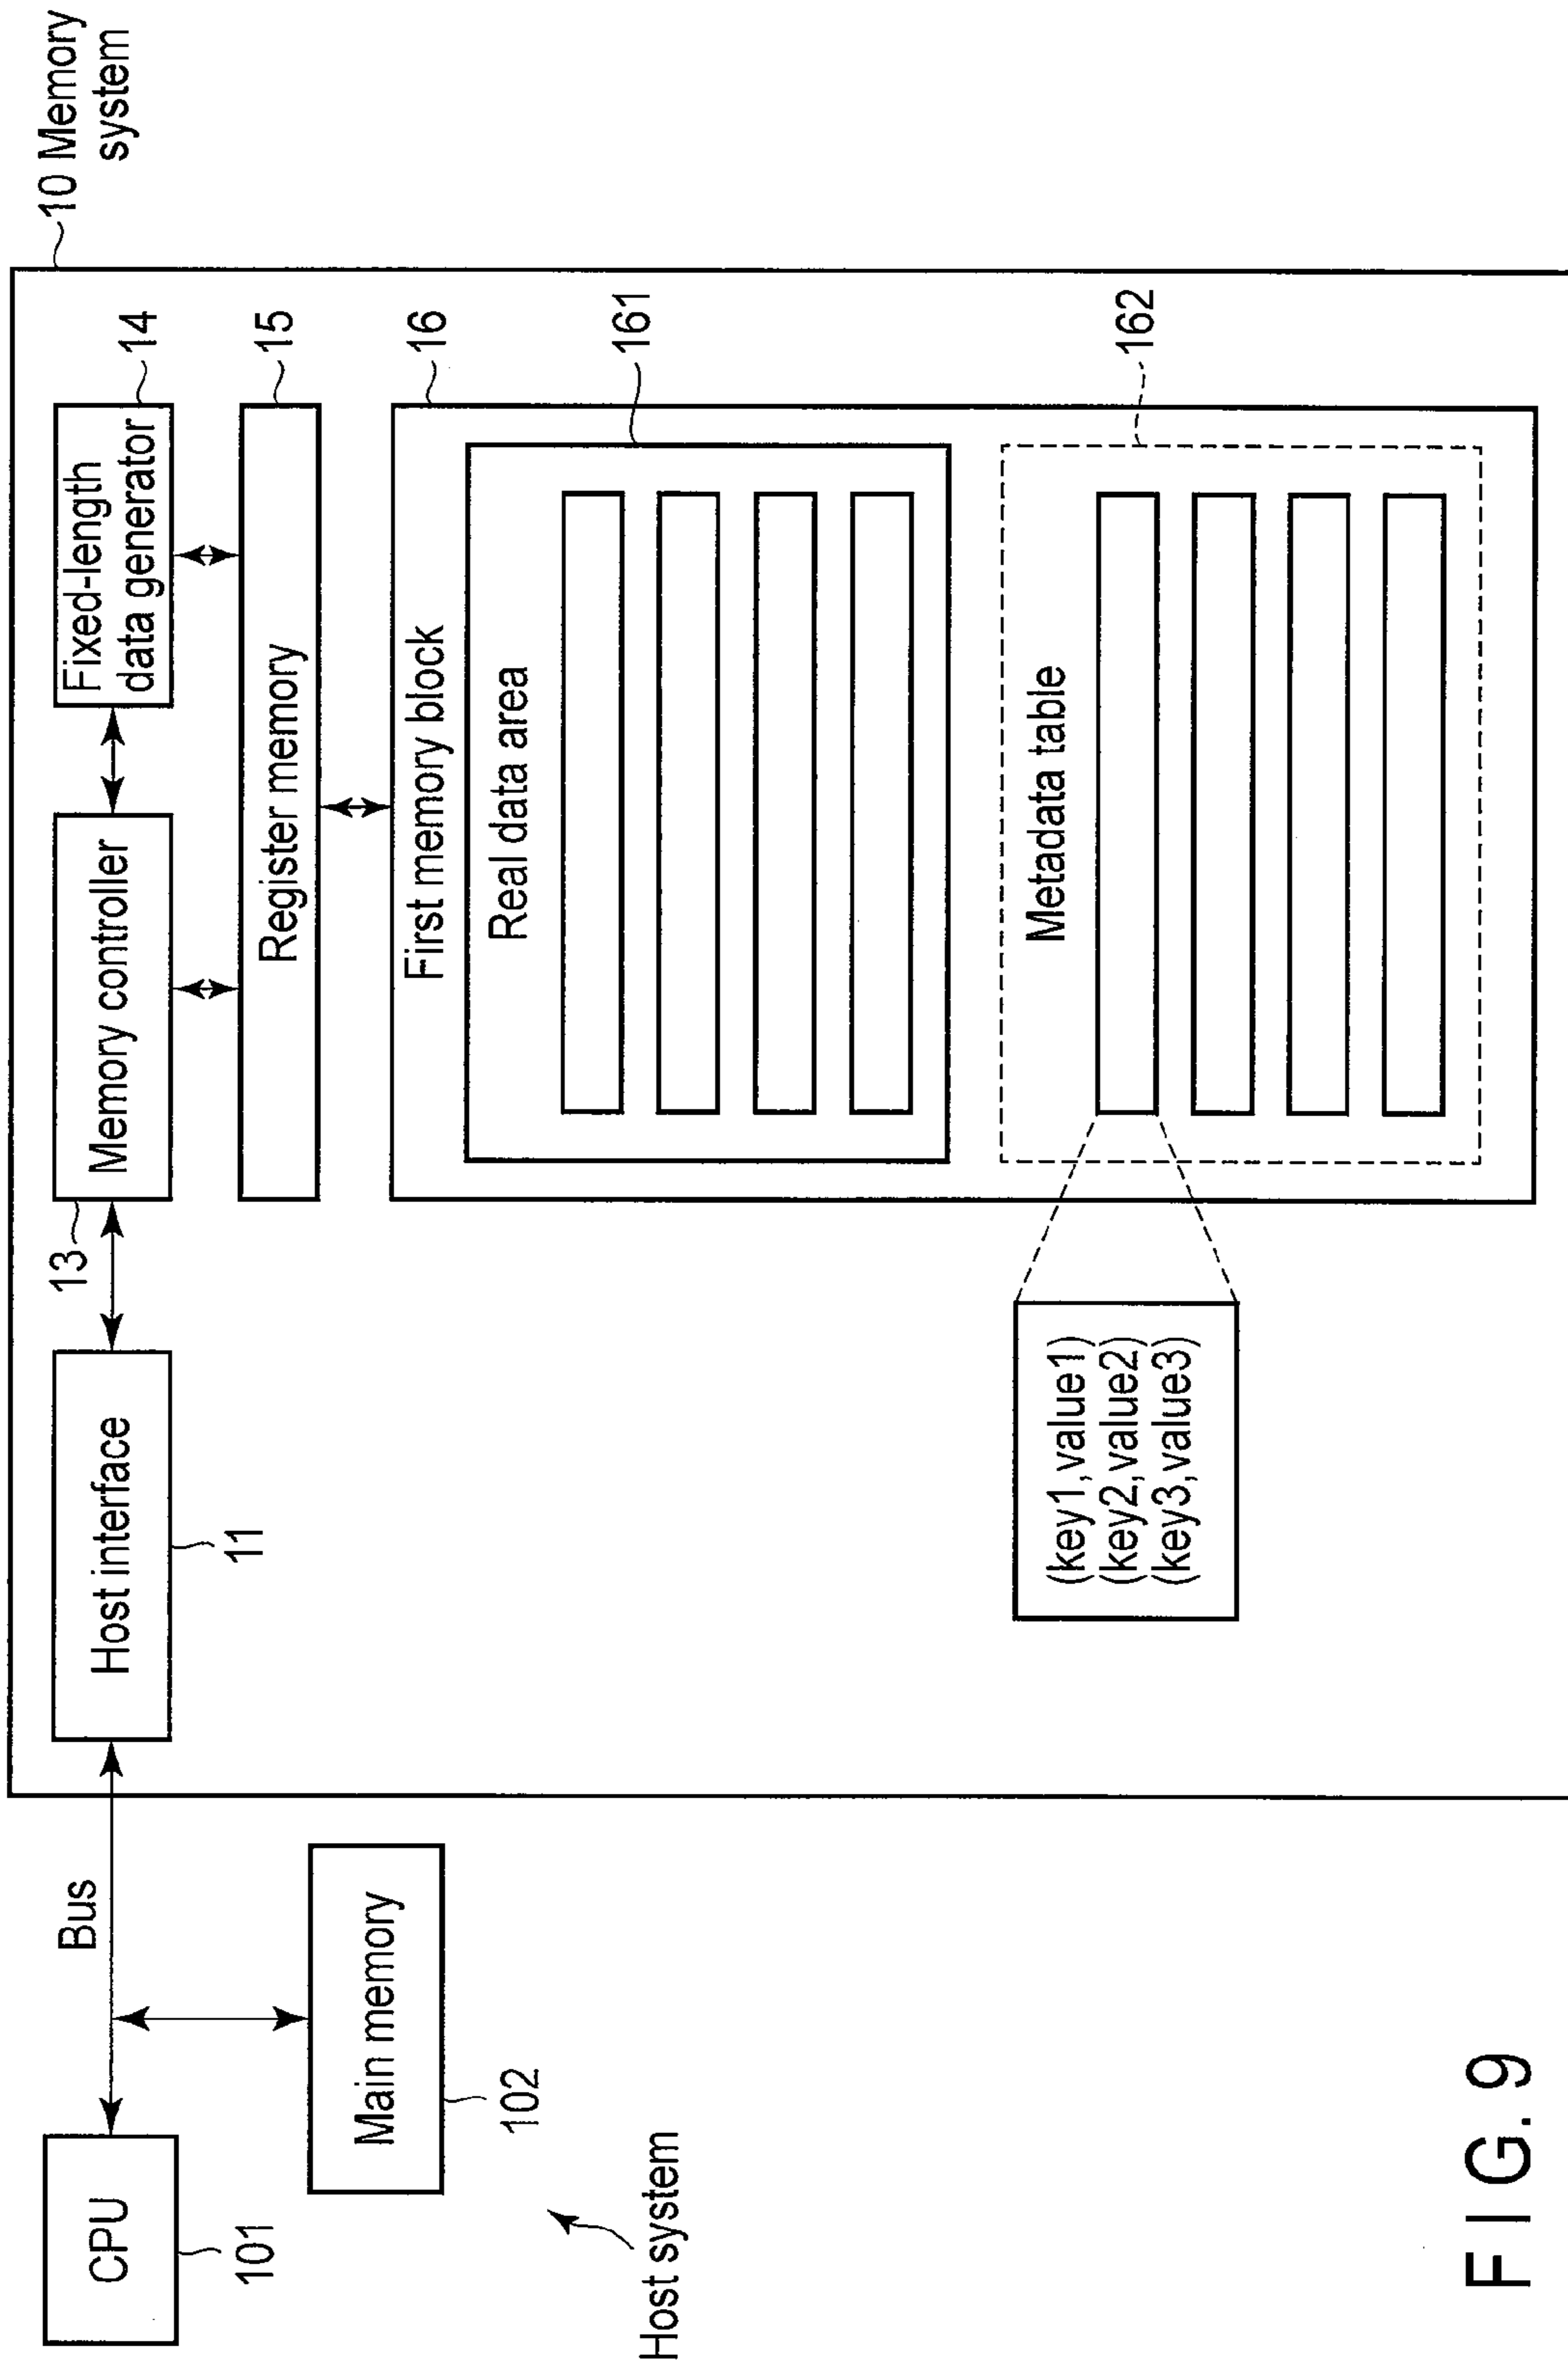 10 Memory
system
CPU
101
Bus
Main memory
102
Host system
Host interface
11
13
Memory controller
Fixed-length
data generator
14
Register memory
15
First memory block
16
Real data area
161
Metadata table
162
(key1,value1)
(key2,value2)
(key3,value3)
FIG. 9